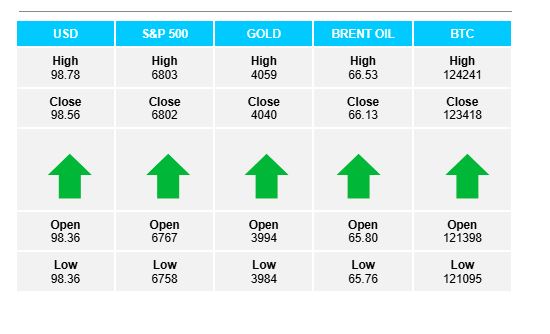 USD S&P 500 GOLD BRENT OIL BTC
High High High High High
98.78 6803 4059 66.53 124241
Close Close Close Close Close
98.56 6802 4040 66.13 123418
Open Open Open Open Open
98.36 6767 3994 65.80 121398
Low Low Low Low Low
98.36 6758 3984 65.76 121095